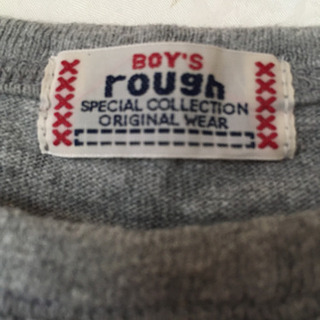 BOY'S
rough
SPECIAL COLLECTION
ORIGINAL WEAR